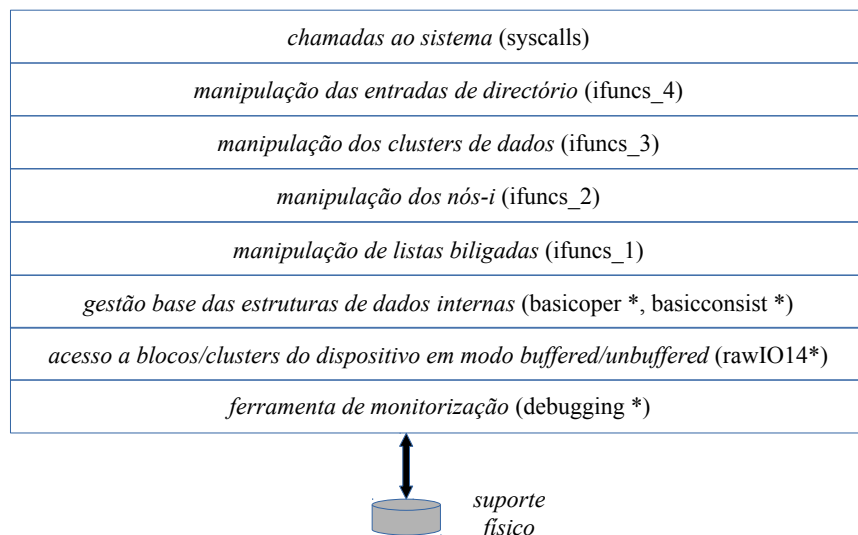 chamadas ao sistema (syscalls)
manipulação das entradas de directório (ifuncs_4)
manipulação dos clusters de dados (ifuncs_3)
manipulação dos nós-i (ifuncs_2)
manipulação de listas biligadas (ifuncs_1)
gestão base das estruturas de dados internas (basicoper *, basicconsist *)
acesso a blocos/clusters do dispositivo em modo buffered/unbuffered (rawIO14*)
ferramenta de monitorização (debugging *)
suporte
físico